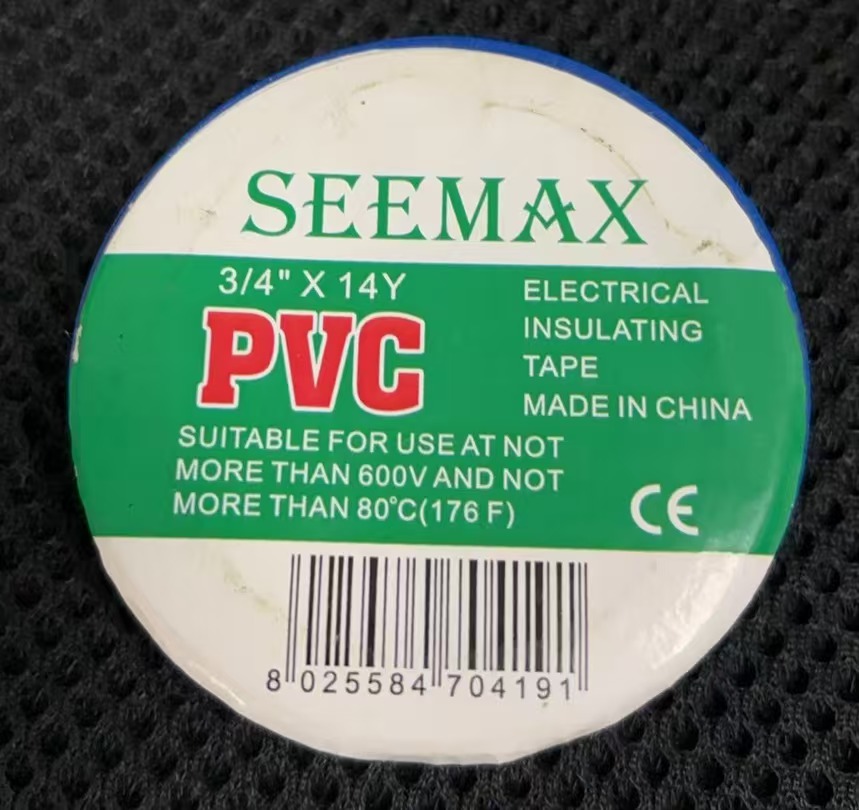 SEEMAX
3/4" X 14Y
PVC
ELECTRICAL
INSULATING
TAPE
MADE IN CHINA
SUITABLE FOR USE AT NOT
MORE THAN 600V AND NOT
MORE THAN 80°C(176 F)
CE
8 025584 704191